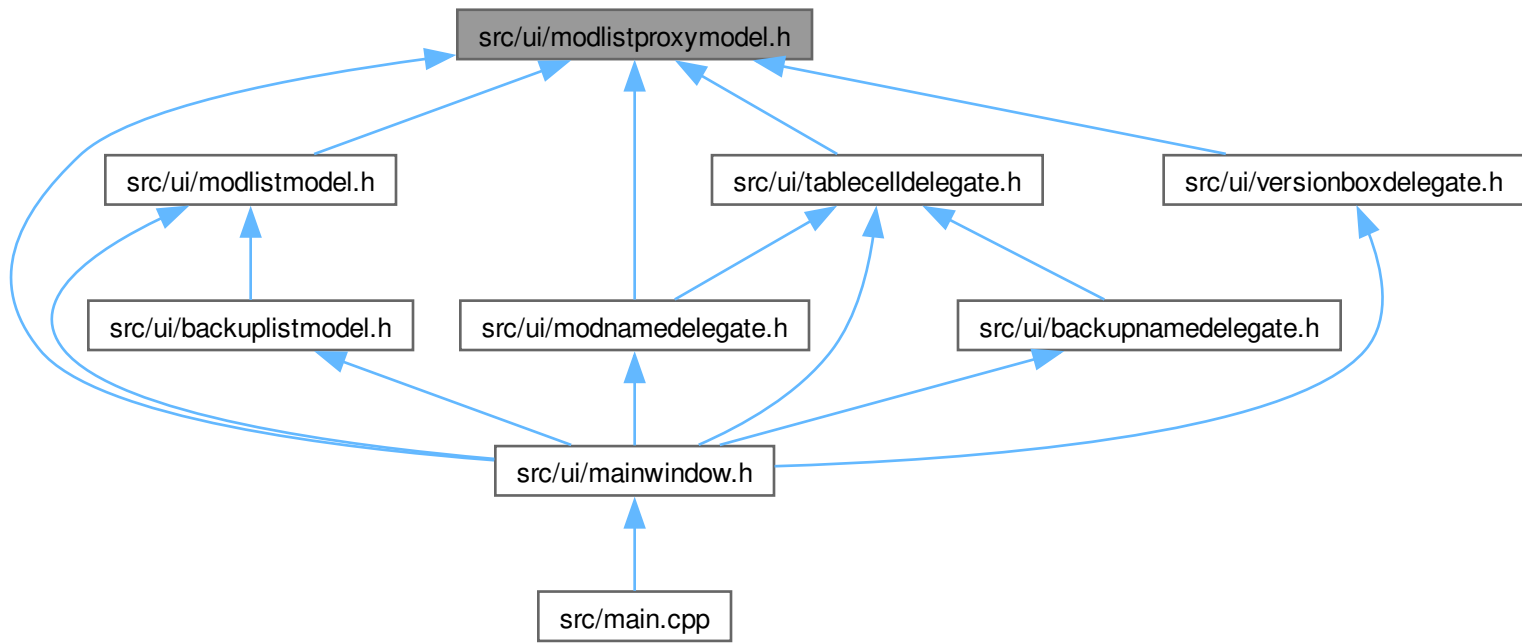 src/ui/modlistproxymodel.h
src/ui/modlistmodel.h
src/ui/tablecelldelegate.h
src/ui/versionboxdelegate.h
src/ui/backuplistmodel.h
src/ui/modnamedelegate.h
src/ui/backupnamedelegate.h
src/ui/mainwindow.h
src/main.cpp